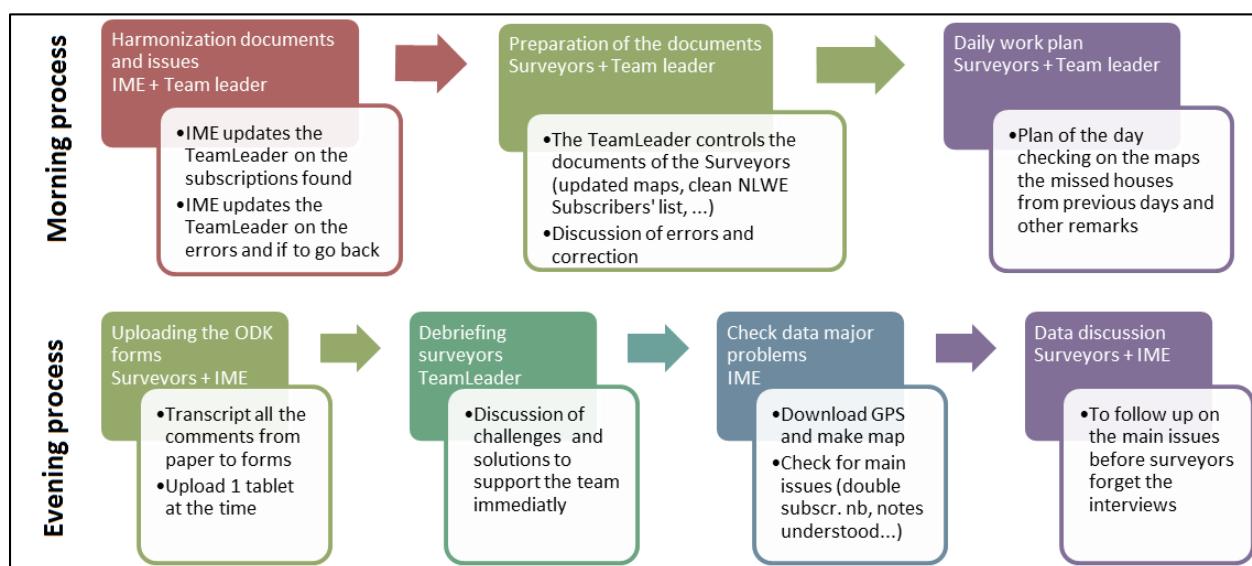 Morning process
Harmonization documents
and issues
IME + Team leader
•IME updates the
TeamLeader on the
subscriptions found
•IME updates the
TeamLeader on the
errors and if to go back
Preparation of the documents
Surveyors + Team leader
•The TeamLeader controls the
documents of the Surveyors
(updated maps, clean NLWE
Subscribers' list, ...)
•Discussion of errors and
correction
Daily work plan
Surveyors + Team leader
•Plan of the day
checking on the maps
the missed houses
from previous days and
other remarks
Evening process
Uploading the ODK
forms
Surveyors + IME
•Transcript all the
comments from
paper to forms
•Upload 1 tablet
at the time
Debriefing
surveyors
TeamLeader
•Discussion of
challenges and
solutions to
support the team
immediatly
Check data major
problems
IME
•Download GPS
and make map
•Check for main
issues (double
subscr. nb, notes
understood...)
Data discussion
Surveyors + IME
•To follow up on
the main issues
before surveyors
forget the
interviews